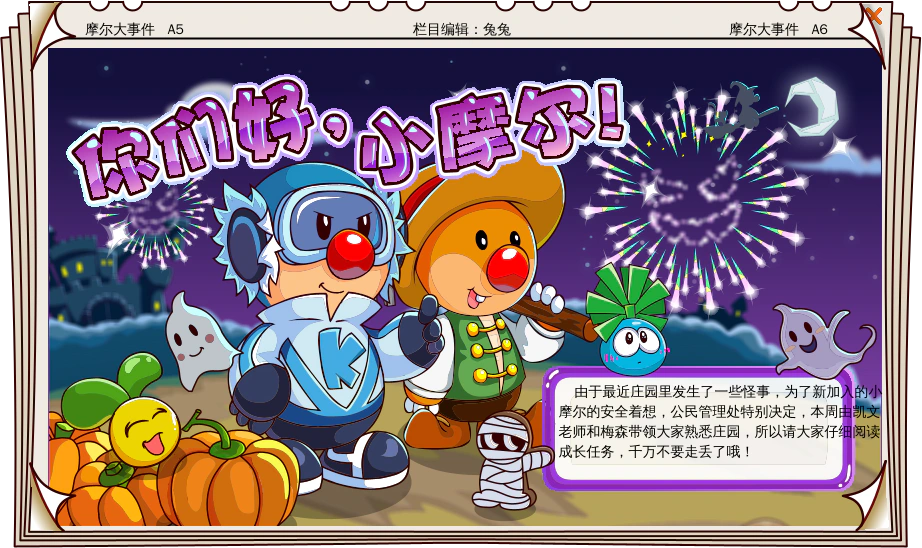 摩尔大事件 A5
栏目编辑：兔兔
摩尔大事件 A6
你们好，小摩尔!
K
由于最近庄园里发生了一些怪事，为了新加入的小
摩尔的安全着想，公民管理处特别决定，本周由凯文
老师和梅森带领大家熟悉庄园，所以请大家仔细阅读
成长任务，千万不要走丢了哦！